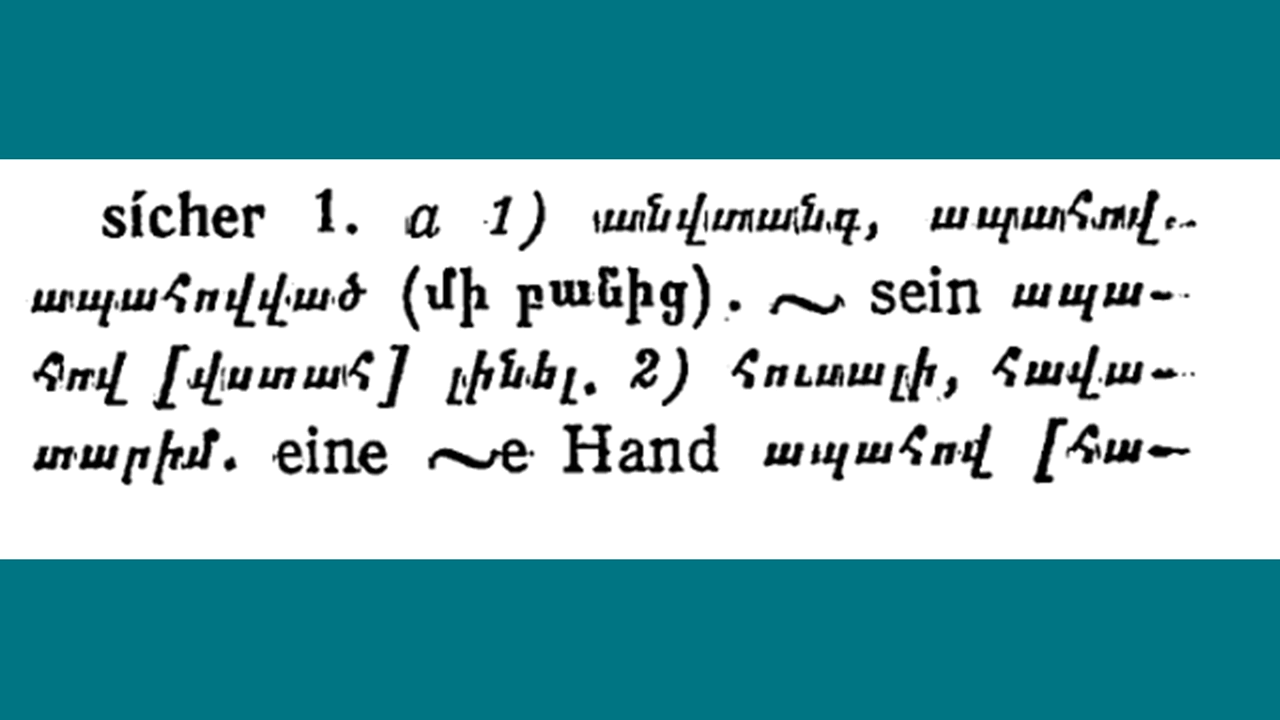 sícher 1. a 1) անվտանգ, ապահով.
ապահովված (մի բանից). ~ sein ապա-
հով [վստահ] լինել. 2) հուսալի, հավա-
տարիմ. eine ~e Hand ապահով [հա-